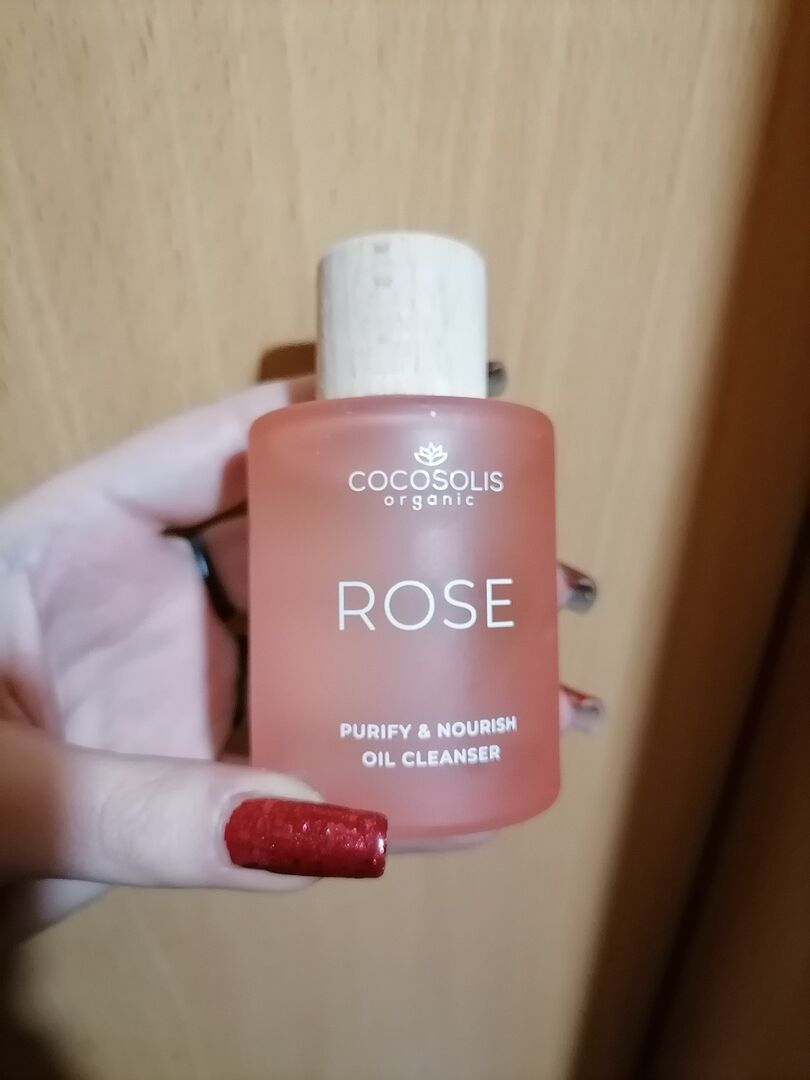 COCOSOLIS
organic
ROSE
PURIFY & NOURISH
OIL CLEANSER